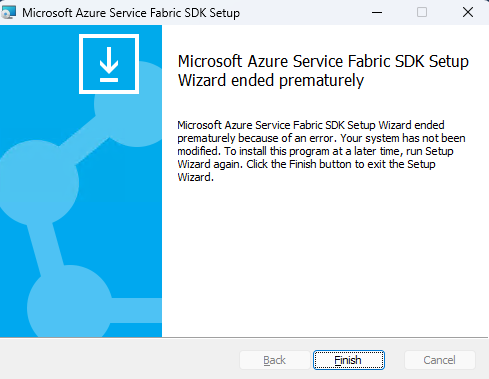 Microsoft Azure Service Fabric SDK Setup
Microsoft Azure Service Fabric SDK Setup
Wizard ended prematurely
Microsoft Azure Service Fabric SDK Setup Wizard ended
prematurely because of an error. Your system has not been
modified. To install this program at a later time, run Setup
Wizard again. Click the Finish button to exit the Setup
Wizard.
Back
Finish
Cancel